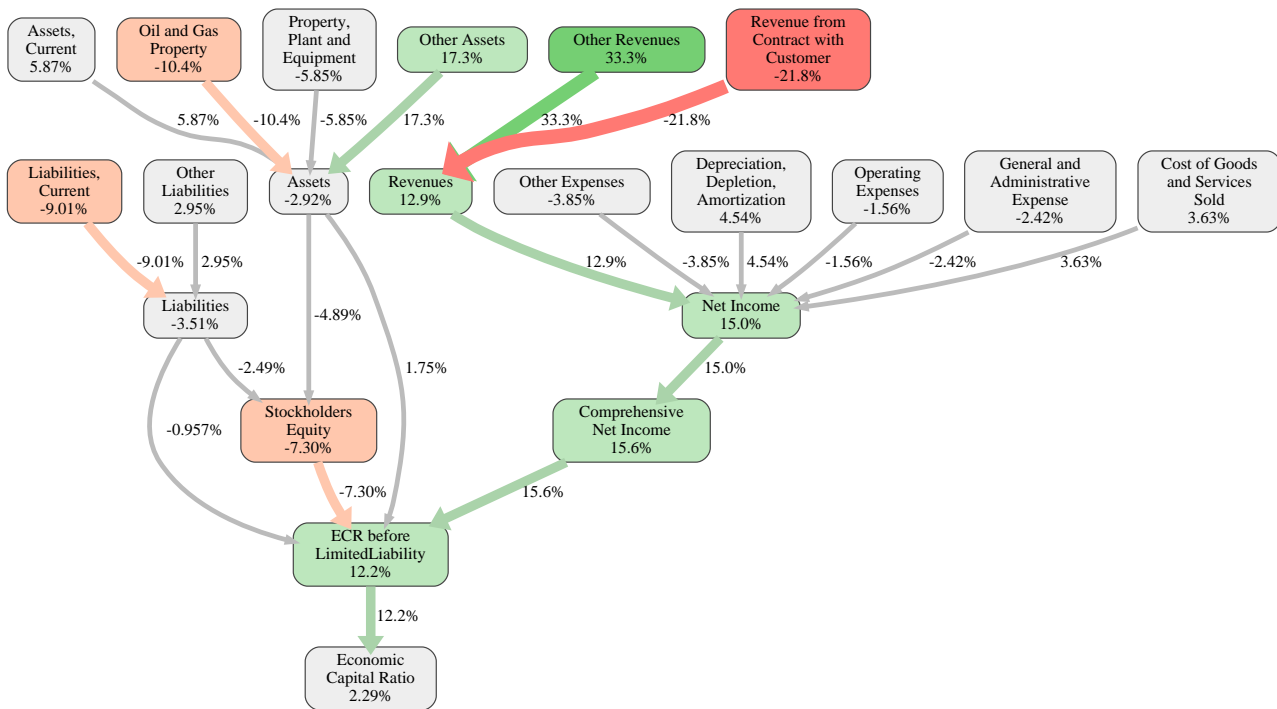 Assets,
Current
5.87%
Oil and Gas
Property
-10.4%
Property,
Plant and
Equipment
-5.85%
Other Assets
17.3%
Other Revenues
33.3%
Revenue from
Contract with
Customer
-21.8%
5.87%
-10.4%
-5.85%
17.3%
33.3%
-21.8%
Liabilities,
Current
-9.01%
Other
Liabilities
2.95%
Assets
-2.92%
Revenues
12.9%
Other Expenses
-3.85%
Depreciation,
Depletion,
Amortization
4.54%
Operating
Expenses
-1.56%
General and
Administrative
Expense
-2.42%
Cost of Goods
and Services
Sold
3.63%
-9.01%
2.95%
12.9%
-3.85%
4.54%
-1.56%
-2.42%
3.63%
Liabilities
-3.51%
-4.89%
Net Income
15.0%
-2.49%
1.75%
15.0%
-0.957%
Stockholders
Equity
-7.30%
Comprehensive
Net Income
15.6%
-7.30%
15.6%
ECR before
LimitedLiability
12.2%
12.2%
Economic
Capital Ratio
2.29%